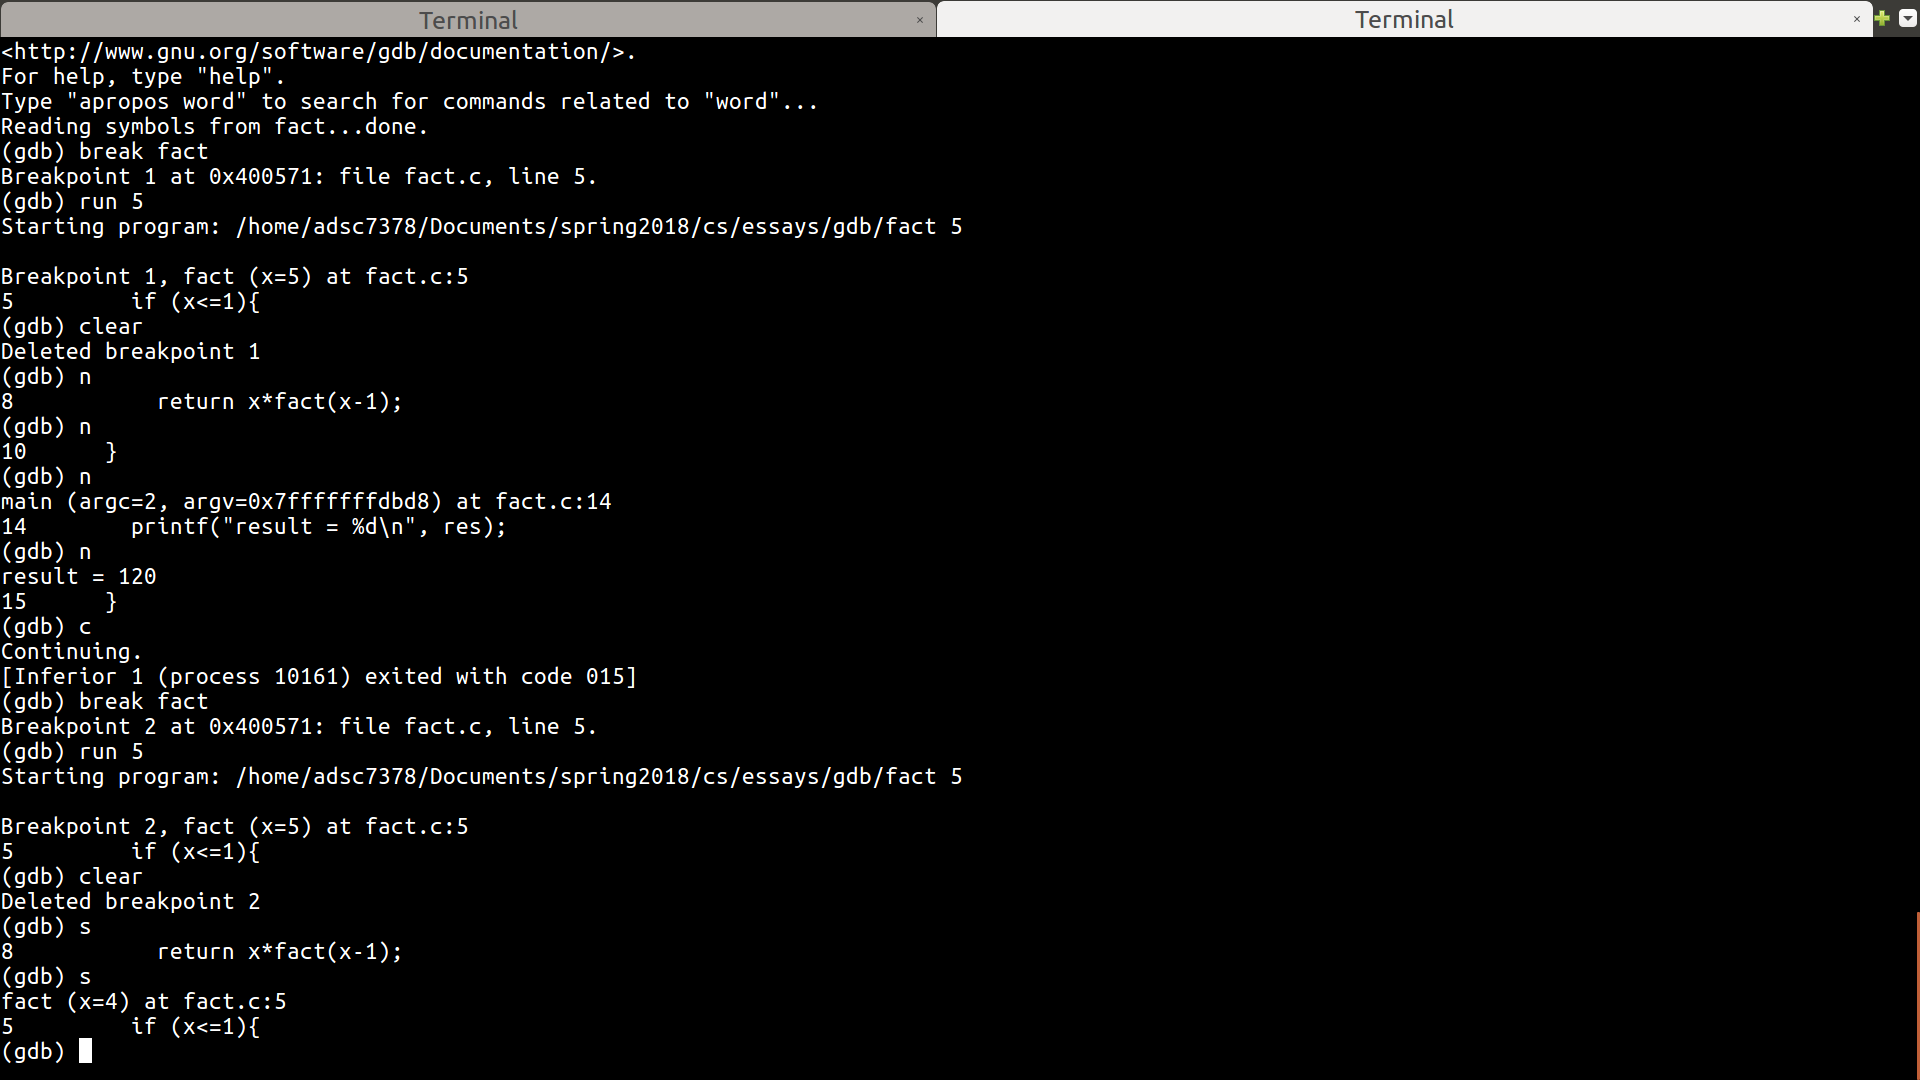 Terminal × Terminal ×
<http://www.gnu.org/software/gdb/documentation/>.
For help, type "help".
Type "apropos word" to search for commands related to "word"...
Reading symbols from fact...done.
(gdb) break fact
Breakpoint 1 at 0x400571: file fact.c, line 5.
(gdb) run 5
Starting program: /home/adsc7378/Documents/spring2018/cs/essays/gdb/fact 5

Breakpoint 1, fact (x=5) at fact.c:5
5         if (x<=1){
(gdb) clear
Deleted breakpoint 1
(gdb) n
8           return x*fact(x-1);
(gdb) n
10      }
(gdb) n
main (argc=2, argv=0x7fffffffdbd8) at fact.c:14
14        printf("result = %d\n", res);
(gdb) n
result = 120
15      }
(gdb) c
Continuing.
[Inferior 1 (process 10161) exited with code 015]
(gdb) break fact
Breakpoint 2 at 0x400571: file fact.c, line 5.
(gdb) run 5
Starting program: /home/adsc7378/Documents/spring2018/cs/essays/gdb/fact 5

Breakpoint 2, fact (x=5) at fact.c:5
5         if (x<=1){
(gdb) clear
Deleted breakpoint 2
(gdb) s
8           return x*fact(x-1);
(gdb) s
fact (x=4) at fact.c:5
5         if (x<=1){
(gdb)